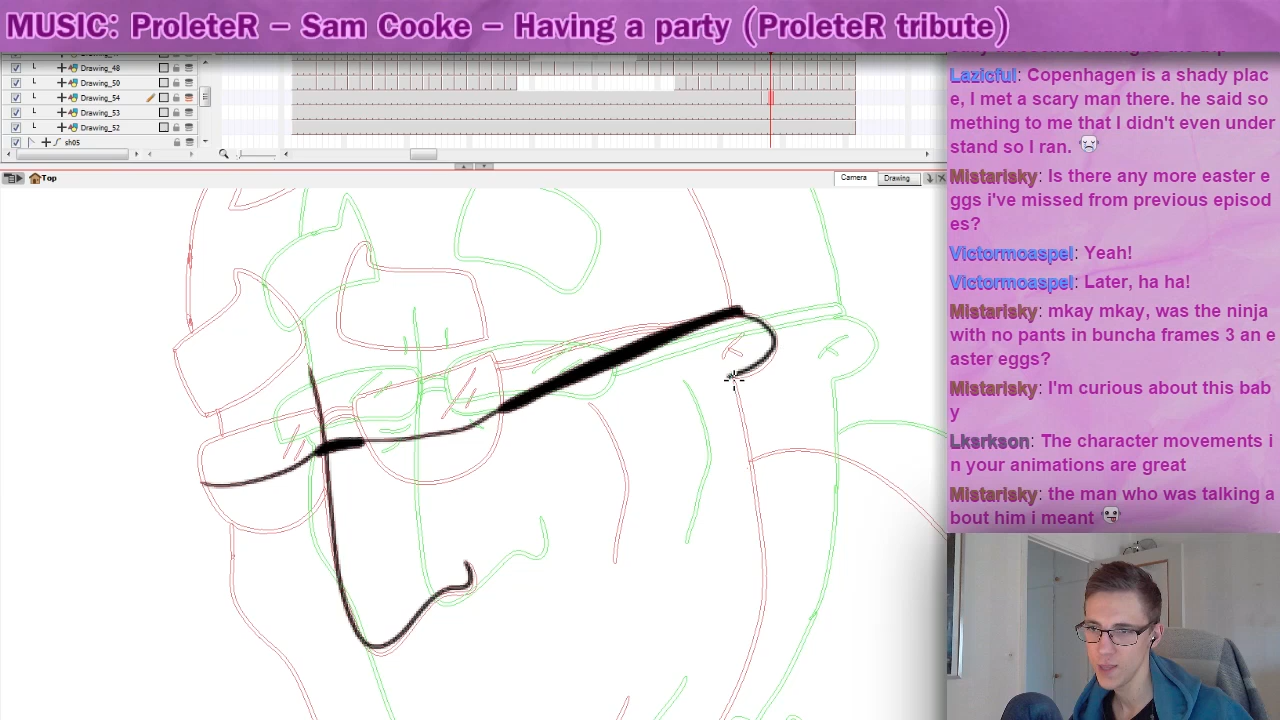 MUSIC: ProleteR – Sam Cooke – Having a party (ProleteR tribute)
Drawing_48
Drawing_50
Drawing_54
Drawing_53
Drawing_52
sh05
Top
Camera
Drawing
Lazicful: Copenhagen is a shady plac
e, I met a scary man there. he said so
mething to me that I didn't even under
stand so I ran.
Mistarisky: Is there any more easter e
ggs i've missed from previous episod
es?
Victormoaspel: Yeah!
Victormoaspel: Later, ha ha!
Mistarisky: mkay mkay, was the ninja
with no pants in buncha frames 3 an e
aster eggs?
Mistarisky: I'm curious about this bab
y
Lksrkson: The character movements i
n your animations are great
Mistarisky: the man who was talking a
bout him i meant